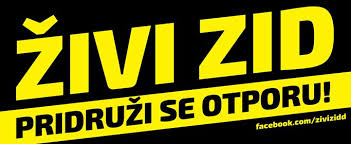 ŽIVI ZID
PRIDRUŽI SE OTPORU!
facebook.com/zivizidd